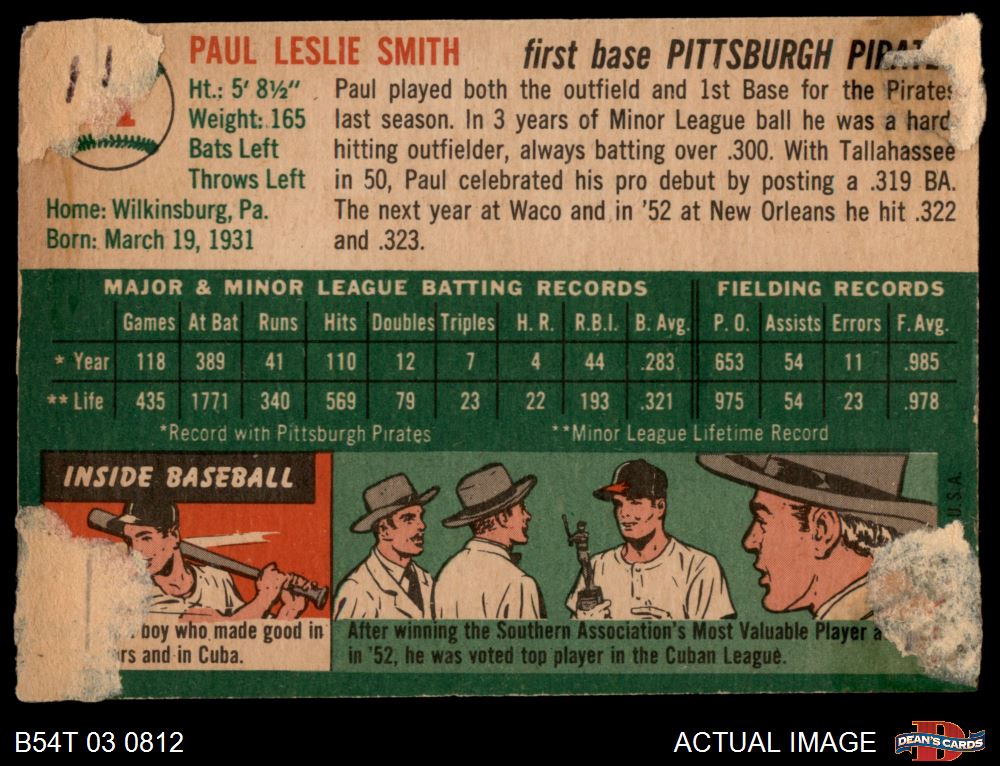 11
PAUL LESLIE SMITH first base PITTSBURGH
Ht.: 5' 8½"
Weight: 165
Bats Left
Throws Left
Home: Wilkinsburg, Pa.
Born: March 19, 1931
Paul played both the outfield and 1st Base for the Pirates
last season. In 3 years of Minor League ball he was a hard
hitting outfielder, always batting over .300. With Tallahassee
in 50, Paul celebrated his pro debut by posting a .319 BA.
The next year at Waco and in '52 at New Orleans he hit .322
and .323.
MAJOR & MINOR LEAGUE BATTING RECORDS FIELDING RECORDS
Games At Bat Runs Hits Doubles Triples H. R. R.B.I. B. Avg. P. O. Assists Errors F. Avg.
* Year 118 389 41 110 12 7 4 44 .283 653 54 11 .985
** Life 435 1771 340 569 79 23 22 193 .321 975 54 23 .978
*Record with Pittsburgh Pirates **Minor League Lifetime Record
INSIDE BASEBALL
boy who made good in
rs and in Cuba.
After winning the Southern Association's Most Valuable Player a
in '52, he was voted top player in the Cuban League.
U.S.A.
B54T 03 0812 ACTUAL IMAGE DEAN'S CARDS